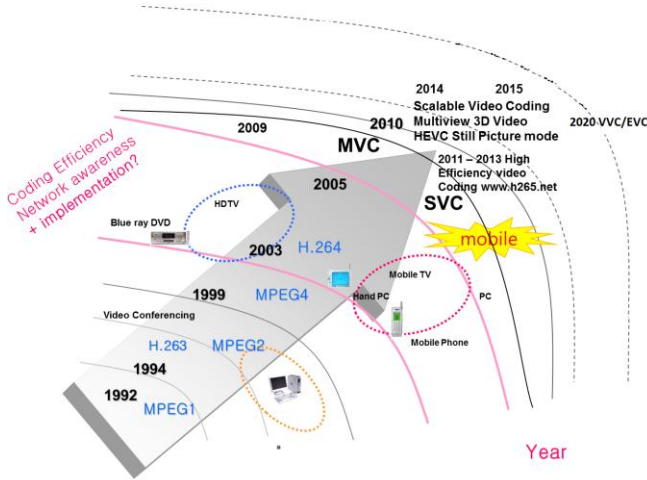 2014
2015
Scalable Video Coding
Multiview 3D Video
HEVC Still Picture mode
2020 VVC/EVC
2009
2010
MVC
2011 – 2013 High
Efficiency video
Coding www.h265.net
Coding Efficiency
Network awareness
+ implementation?
2005
SVC
HDTV
Blue ray DVD
mobile
2003
H.264
Mobile TV
1999
MPEG4
Hand PC
PC
Video Conferencing
Mobile Phone
H.263
MPEG2
1994
1992
MPEG1
Year